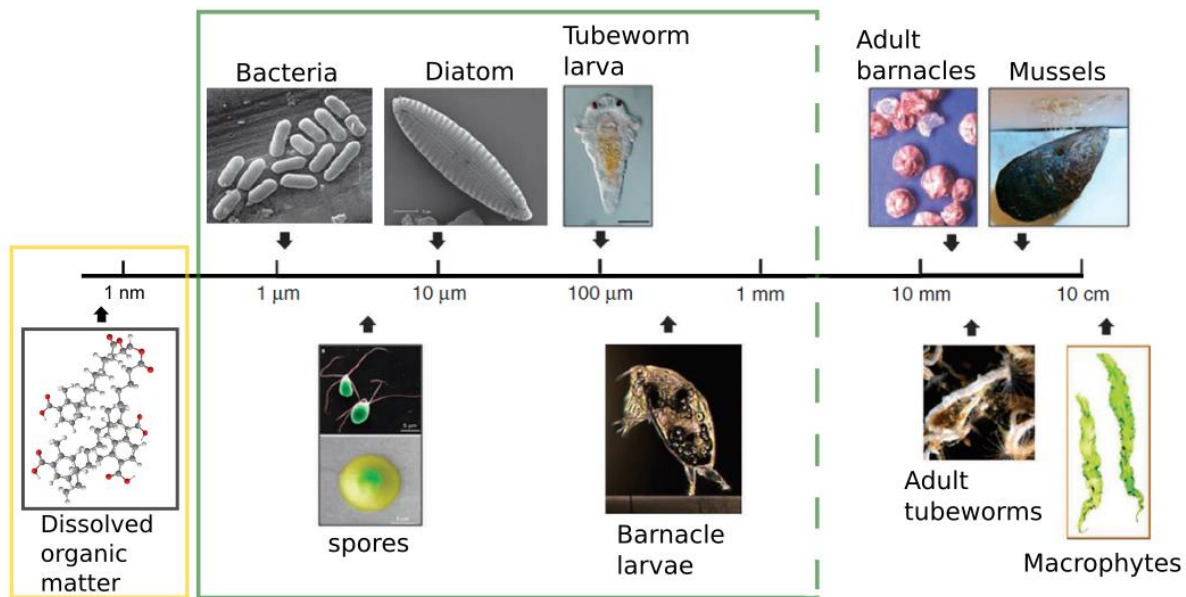 Bacteria
Diatom
Tubeworm
larva
Adult
barnacles
Mussels
1 nm
1 µm
10 µm
100 µm
1 mm
10 mm
10 cm
Dissolved
organic
matter
spores
Barnacle
larvae
Adult
tubeworms
Macrophytes